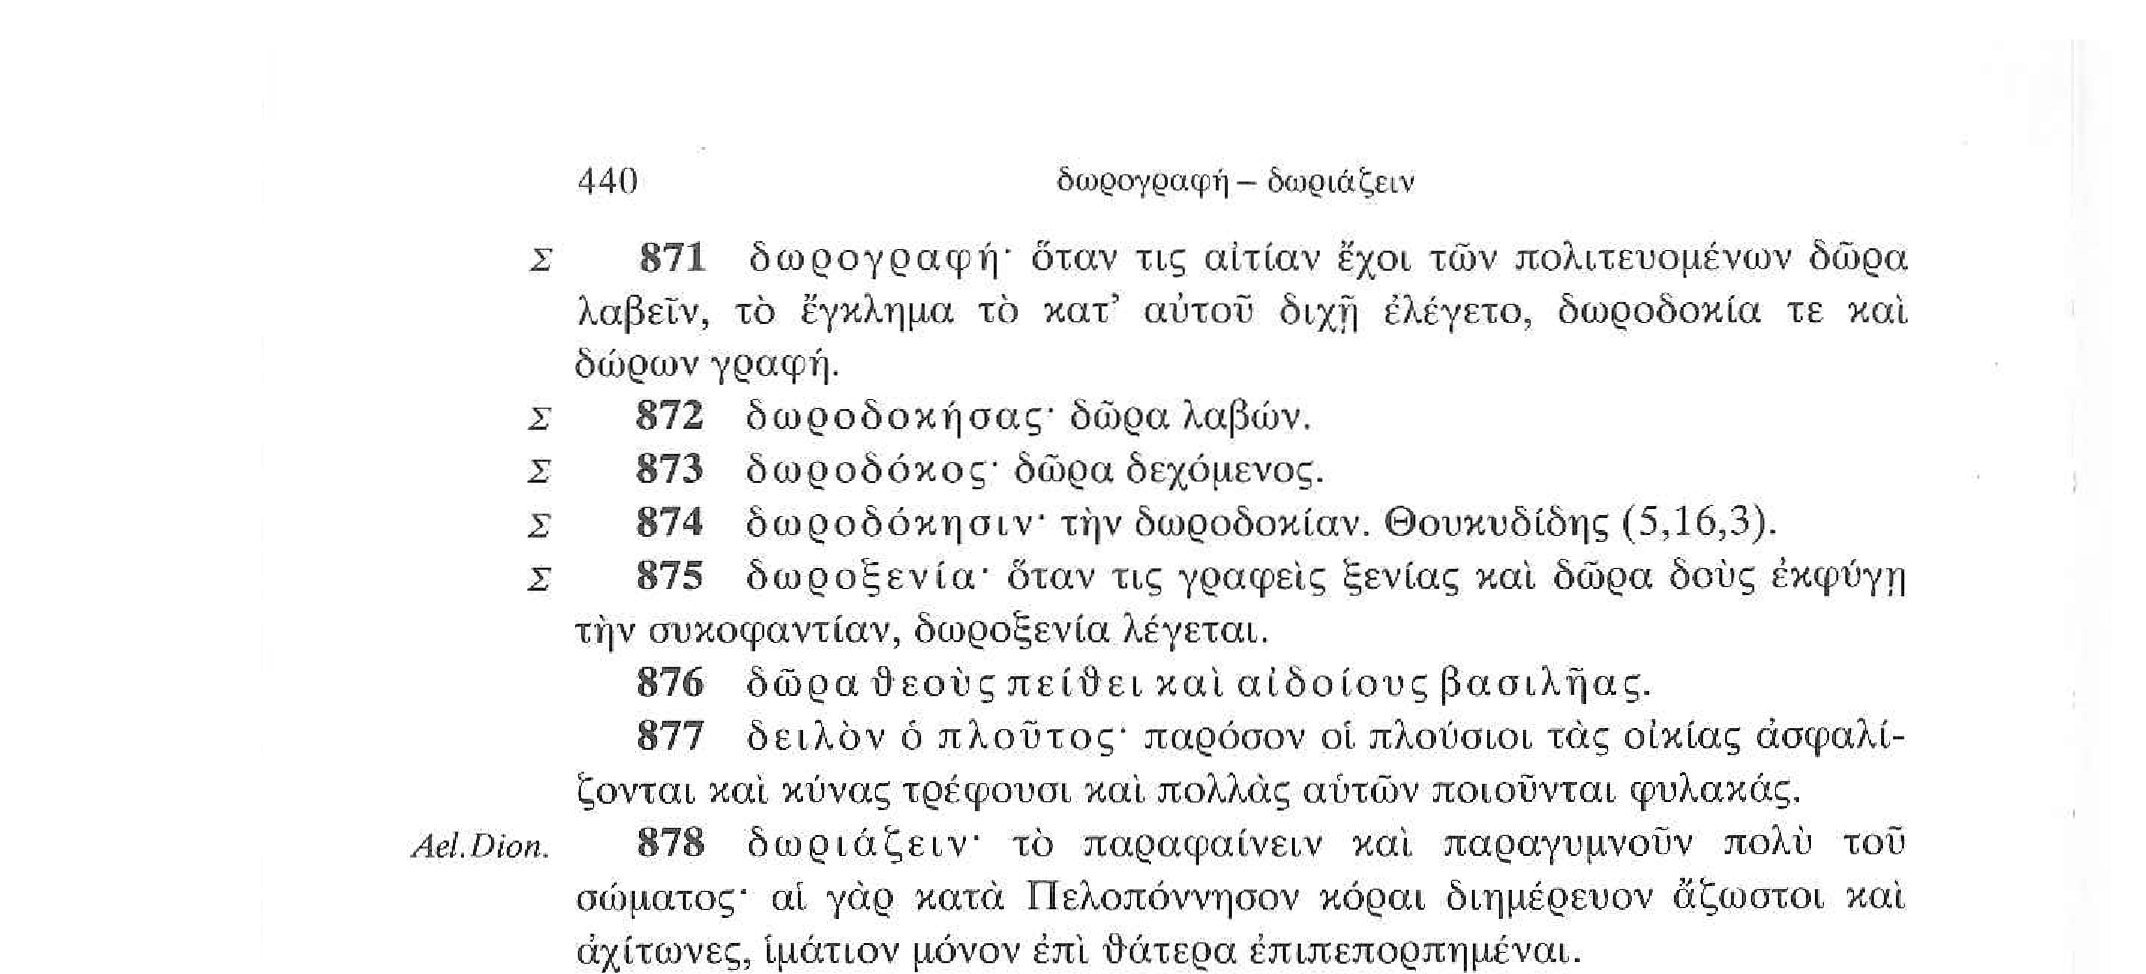 440 δωρογραφή – δωριάζειν
Σ 871 δωρογραφή· ὅταν τις αἰτίαν ἔχοι τῶν πολιτευομένων δῶρα
λαβεῖν, τὸ ἔγκλημα τὸ κατ’ αὐτοῦ διχῇ ἐλέγετο, δωροδοκία τε καὶ
δώρων γραφή.
Σ 872 δωροδοκήσας· δῶρα λαβών.
Σ 873 δωροδόκος· δῶρα δεχόμενος.
Σ 874 δωροδόκησιν· τὴν δωροδοκίαν. Θουκυδίδης (5,16,3).
Σ 875 δωροξενία· ὅταν τις γραφεὶς ξενίας καὶ δῶρα δοὺς ἐκφύγῃ
τὴν συκοφαντίαν, δωροξενία λέγεται.
876 δῶρα θεοὺς πείθει καὶ αἰδοίους βασιλῆας.
877 δειλὸν ὁ πλοῦτος· παρόσον οἱ πλούσιοι τὰς οἰκίας ἀσφαλί-
ζονται καὶ κύνας τρέφουσι καὶ πολλὰς αὑτῶν ποιοῦνται φυλακάς.
Ael.Dion. 878 δωριάζειν· τὸ παραφαίνειν καὶ παραγυμνοῦν πολὺ τοῦ
σώματος· αἱ γὰρ κατὰ Πελοπόννησον κόραι διημέρευον ἄζωστοι καὶ
ἀχίτωνες, ἱμάτιον μόνον ἐπὶ θάτερα ἐπιπεπορπημέναι.